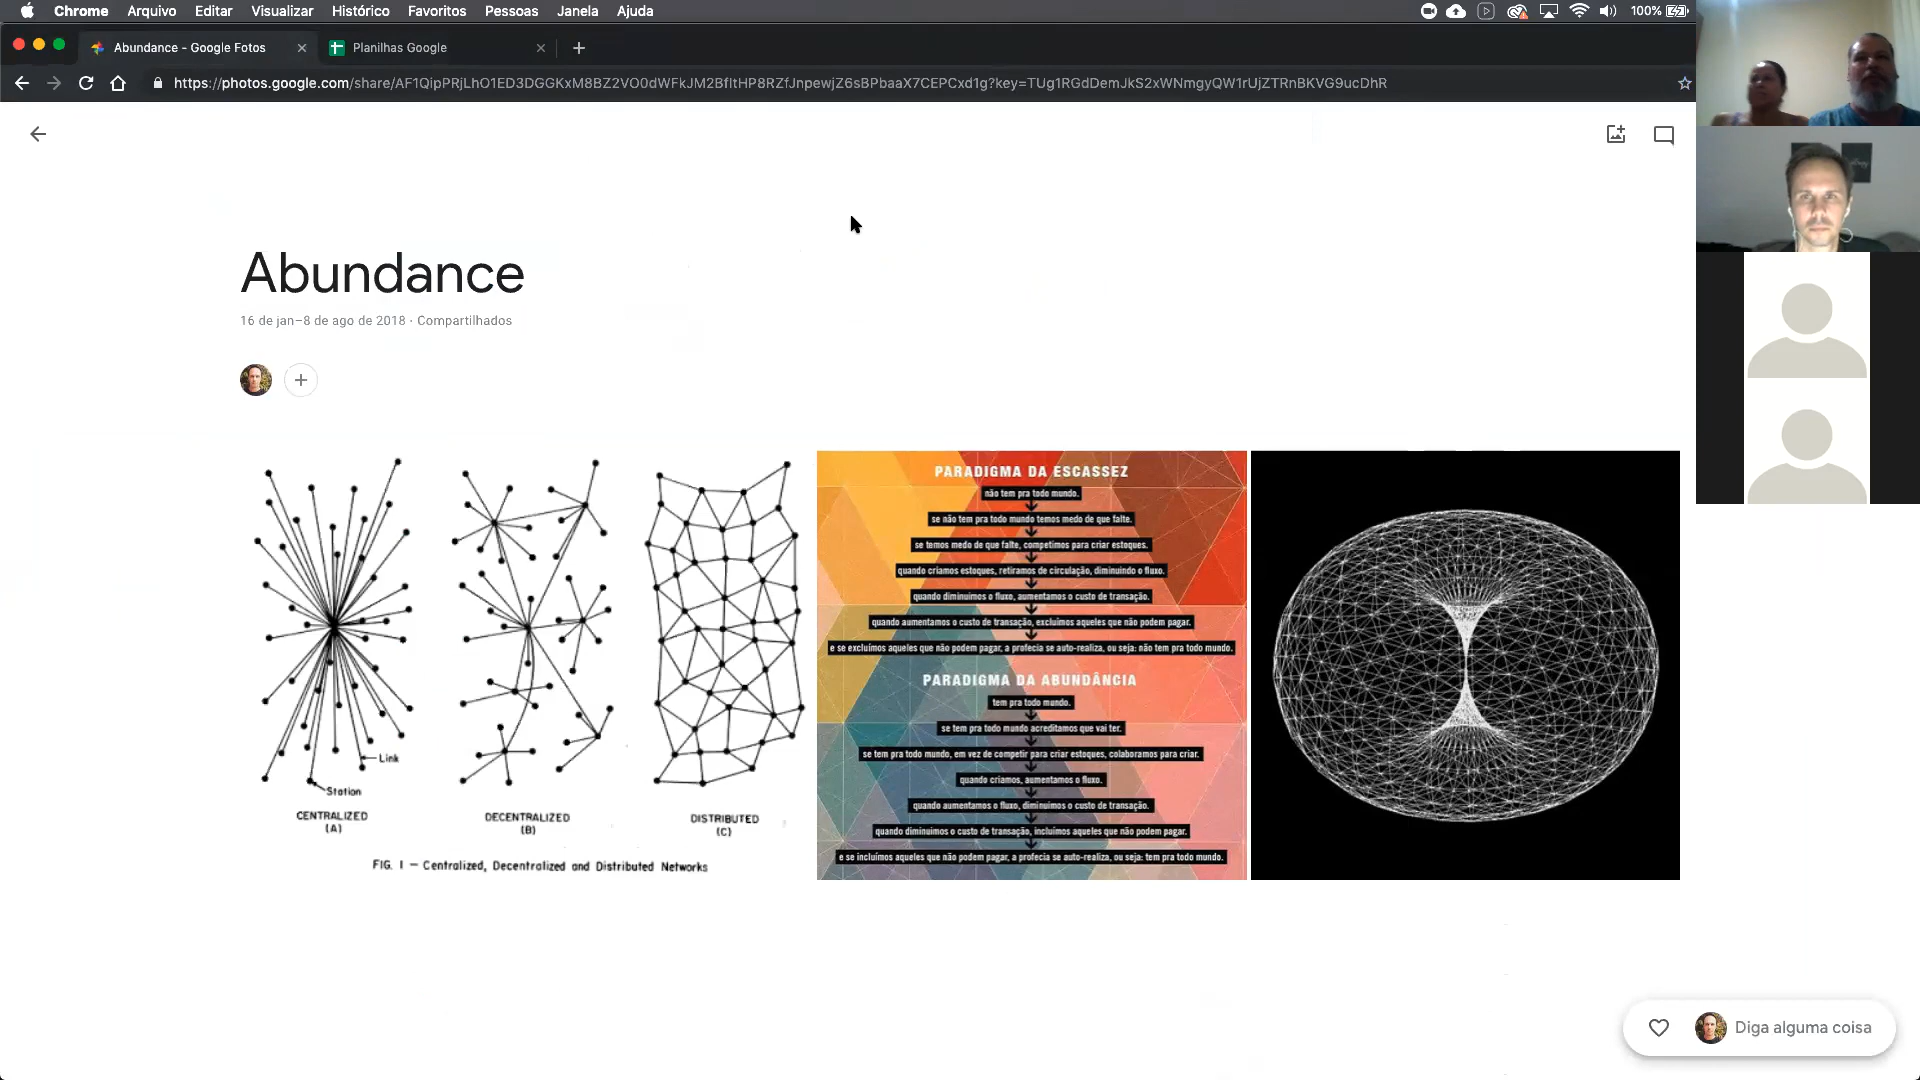 Chrome Arquivo Editar Visualizar Histórico Favoritos Pessoas Janela Ajuda
100%
Abundance - Google Fotos
Planilhas Google
https://photos.google.com/share/AF1QipPRjLhO1ED3DGGKxM8BZ2VO0dWFkJM2BfltHP8RZfJnpewjZ6sBPbaaX7CEPCxd1g?key=TUg1RGdDemJkS2xWNmgyQW1rUjZTRnBKVG9ucDhR
Abundance
16 de jan–8 de ago de 2018 · Compartilhados
Link
Station
CENTRALIZED
(A)
DECENTRALIZED
(B)
DISTRIBUTED
(C)
FIG. I – Centralized, Decentralized and Distributed Networks
PARADIGMA DA ESCASSEZ
não tem pra todo mundo.
se não tem pra todo mundo temos medo de que falte.
se temos medo de que falte, competimos para criar estoques.
quando criamos estoques, retiramos de circulação, diminuindo o fluxo.
quando diminuimos o fluxo, aumentamos o custo de transação.
quando aumentamos o custo de transação, excluimos aqueles que não podem pagar.
e se excluímos aqueles que não podem pagar, a profecia se auto-realiza, ou seja: não tem pra todo mundo.
PARADIGMA DA ABUNDÂNCIA
tem pra todo mundo.
se tem pra todo mundo acreditamos que vai ter.
se tem pra todo mundo, em vez de competir para criar estoques, colaboramos para criar.
quando criamos, aumentamos o fluxo.
quando aumentamos o fluxo, diminuimos o custo de transação.
quando diminuimos o custo de transação, incluimos aqueles que não podem pagar.
e se incluimos aqueles que não podem pagar, a profecia se auto-realiza, ou seja: tem pra todo mundo.
Diga alguma coisa